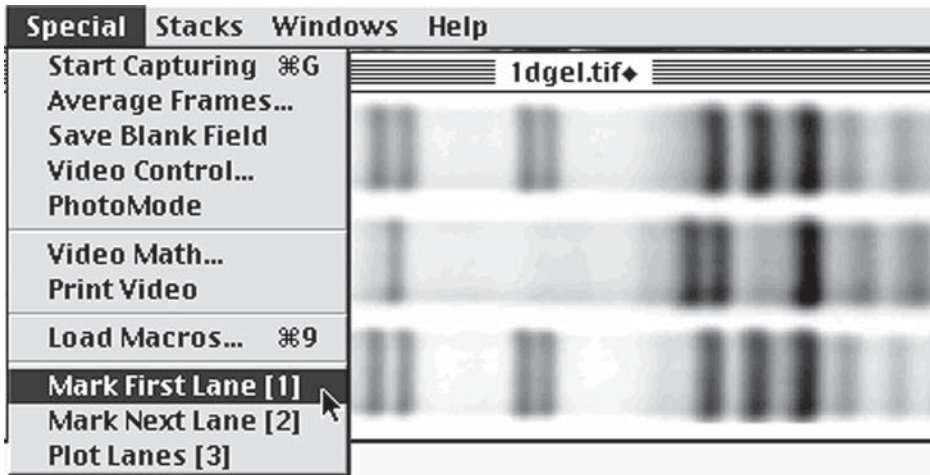 Special Stacks Windows Help
1dgel.tif◆
Start Capturing ⌘G
Average Frames...
Save Blank Field
Video Control...
PhotoMode
Video Math...
Print Video
Load Macros... ⌘9
Mark First Lane [1]
Mark Next Lane [2]
Plot Lanes [3]